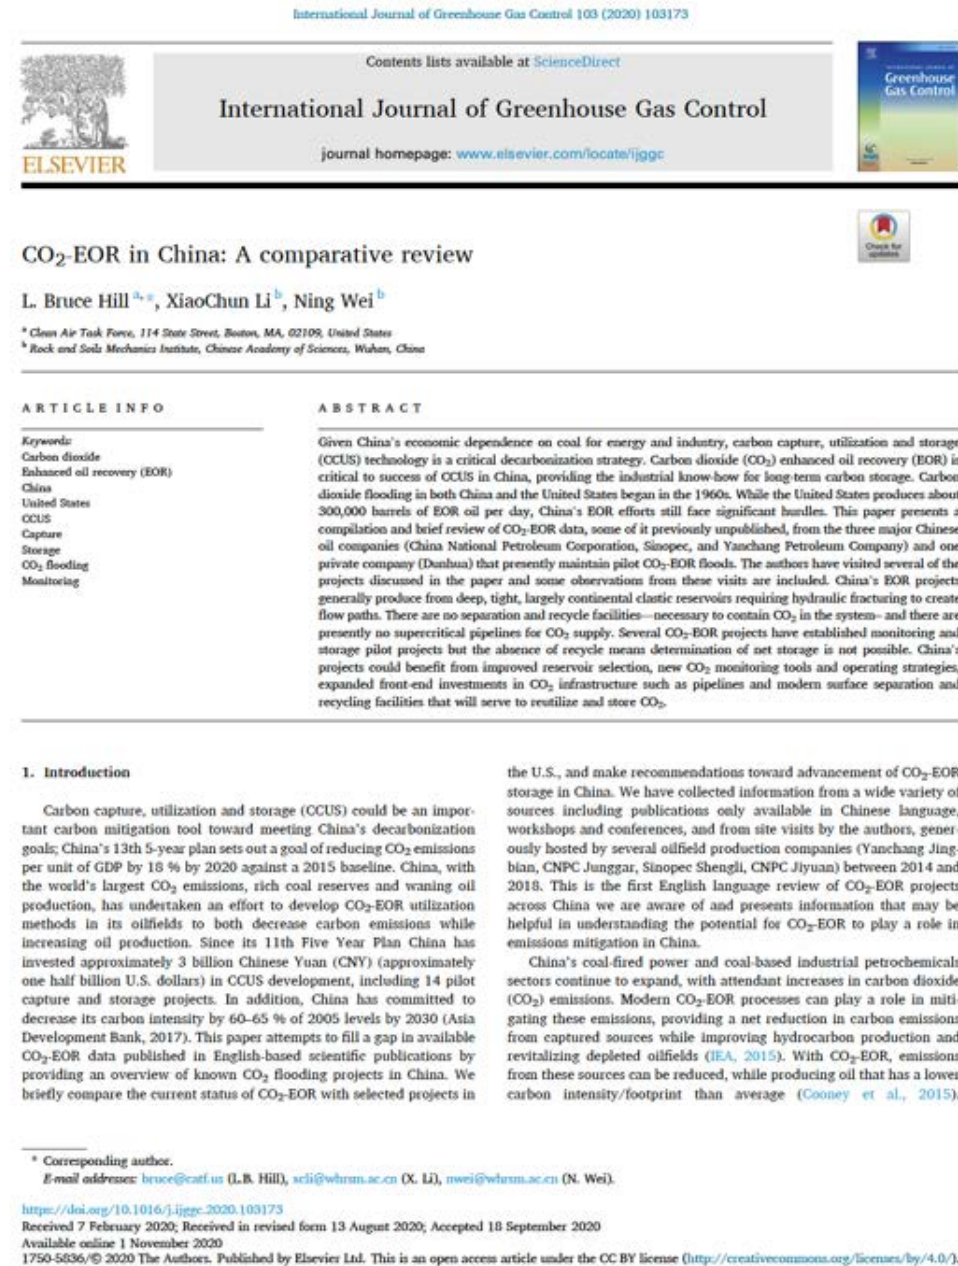 International Journal of Greenhouse Gas Control 103 (2020) 103173
Contents lists available at ScienceDirect
International Journal of Greenhouse Gas Control
journal homepage: www.elsevier.com/locate/ijggc
ELSEVIER
Greenhouse
Gas Control
Check for
updates
CO₂-EOR in China: A comparative review
L. Bruce Hill a, *, XiaoChun Li b, Ning Wei b
a Clean Air Task Force, 114 State Street, Boston, MA, 02109, United States
b Rock and Soils Mechanics Institute, Chinese Academy of Sciences, Wuhan, China
ARTICLE INFO
Keywords:
Carbon dioxide
Enhanced oil recovery (EOR)
China
United States
CCUS
Capture
Storage
CO₂ flooding
Monitoring
ABSTRACT
Given China's economic dependence on coal for energy and industry, carbon capture, utilization and storage
(CCUS) technology is a critical decarbonization strategy. Carbon dioxide (CO₂) enhanced oil recovery (EOR) is
critical to success of CCUS in China, providing the industrial know-how for long-term carbon storage. Carbon
dioxide flooding in both China and the United States began in the 1960s. While the United States produces about
300,000 barrels of EOR oil per day, China's EOR efforts still face significant hurdles. This paper presents a
compilation and brief review of CO₂-EOR data, some of it previously unpublished, from the three major Chinese
oil companies (China National Petroleum Corporation, Sinopec, and Yanchang Petroleum Company) and one
private company (Dunhua) that presently maintain pilot CO₂-EOR floods. The authors have visited several of the
projects discussed in the paper and some observations from these visits are included. China's EOR projects
generally produce from deep, tight, largely continental clastic reservoirs requiring hydraulic fracturing to create
flow paths. There are no separation and recycle facilities—necessary to contain CO₂ in the system– and there are
presently no supercritical pipelines for CO₂ supply. Several CO₂-EOR projects have established monitoring and
storage pilot projects but the absence of recycle means determination of net storage is not possible. China's
projects could benefit from improved reservoir selection, new CO₂ monitoring tools and operating strategies,
expanded front-end investments in CO₂ infrastructure such as pipelines and modern surface separation and
recycling facilities that will serve to reutilize and store CO₂.
1. Introduction
Carbon capture, utilization and storage (CCUS) could be an impor-
tant carbon mitigation tool toward meeting China's decarbonization
goals; China's 13th 5-year plan sets out a goal of reducing CO₂ emissions
per unit of GDP by 18 % by 2020 against a 2015 baseline. China, with
the world's largest CO₂ emissions, rich coal reserves and waning oil
production, has undertaken an effort to develop CO₂-EOR utilization
methods in its oilfields to both decrease carbon emissions while
increasing oil production. Since its 11th Five Year Plan China has
invested approximately 3 billion Chinese Yuan (CNY) (approximately
one half billion U.S. dollars) in CCUS development, including 14 pilot
capture and storage projects. In addition, China has committed to
decrease its carbon intensity by 60–65 % of 2005 levels by 2030 (Asia
Development Bank, 2017). This paper attempts to fill a gap in available
CO₂-EOR data published in English-based scientific publications by
providing an overview of known CO₂ flooding projects in China. We
briefly compare the current status of CO₂-EOR with selected projects in
the U.S., and make recommendations toward advancement of CO₂-EOR
storage in China. We have collected information from a wide variety of
sources including publications only available in Chinese language,
workshops and conferences, and from site visits by the authors, gener-
ously hosted by several oilfield production companies (Yanchang Jing-
bian, CNPC Junggar, Sinopec Shengli, CNPC Jiyuan) between 2014 and
2018. This is the first English language review of CO₂-EOR projects
across China we are aware of and presents information that may be
helpful in understanding the potential for CO₂-EOR to play a role in
emissions mitigation in China.
China's coal-fired power and coal-based industrial petrochemicals
sectors continue to expand, with attendant increases in carbon dioxide
(CO₂) emissions. Modern CO₂-EOR processes can play a role in miti-
gating these emissions, providing a net reduction in carbon emissions
from captured sources while improving hydrocarbon production and
revitalizing depleted oilfields (IEA, 2015). With CO₂-EOR, emissions
from these sources can be reduced, while producing oil that has a lower
carbon intensity/footprint than average (Cooney et al., 2015).
* Corresponding author.
E-mail addresses: bruce@catf.us (L.B. Hill), xcli@whrsm.ac.cn (X. Li), nwei@whrsm.ac.cn (N. Wei).
https://doi.org/10.1016/j.ijggc.2020.103173
Received 7 February 2020; Received in revised form 13 August 2020; Accepted 18 September 2020
Available online 1 November 2020
1750-5836/© 2020 The Authors. Published by Elsevier Ltd. This is an open access article under the CC BY license (http://creativecommons.org/licenses/by/4.0/).